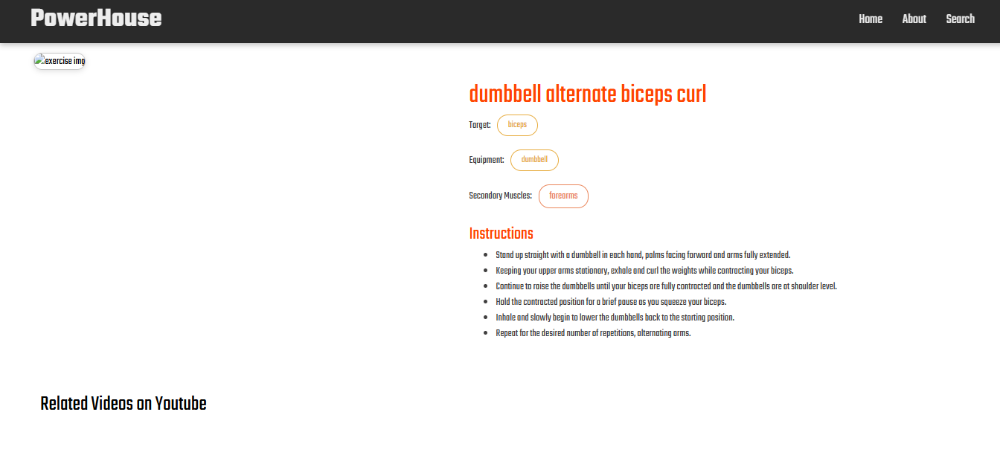 PowerHouse
Home About Search
exercise img
dumbbell alternate biceps curl
Target: biceps
Equipment: dumbbell
Secondary Muscles: forearms
Instructions
Stand up straight with a dumbbell in each hand, palms facing forward and arms fully extended.
Keeping your upper arms stationary, exhale and curl the weights while contracting your biceps.
Continue to raise the dumbbells until your biceps are fully contracted and the dumbbells are at shoulder level.
Hold the contracted position for a brief pause as you squeeze your biceps.
Inhale and slowly begin to lower the dumbbells back to the starting position.
Repeat for the desired number of repetitions, alternating arms.
Related Videos on Youtube